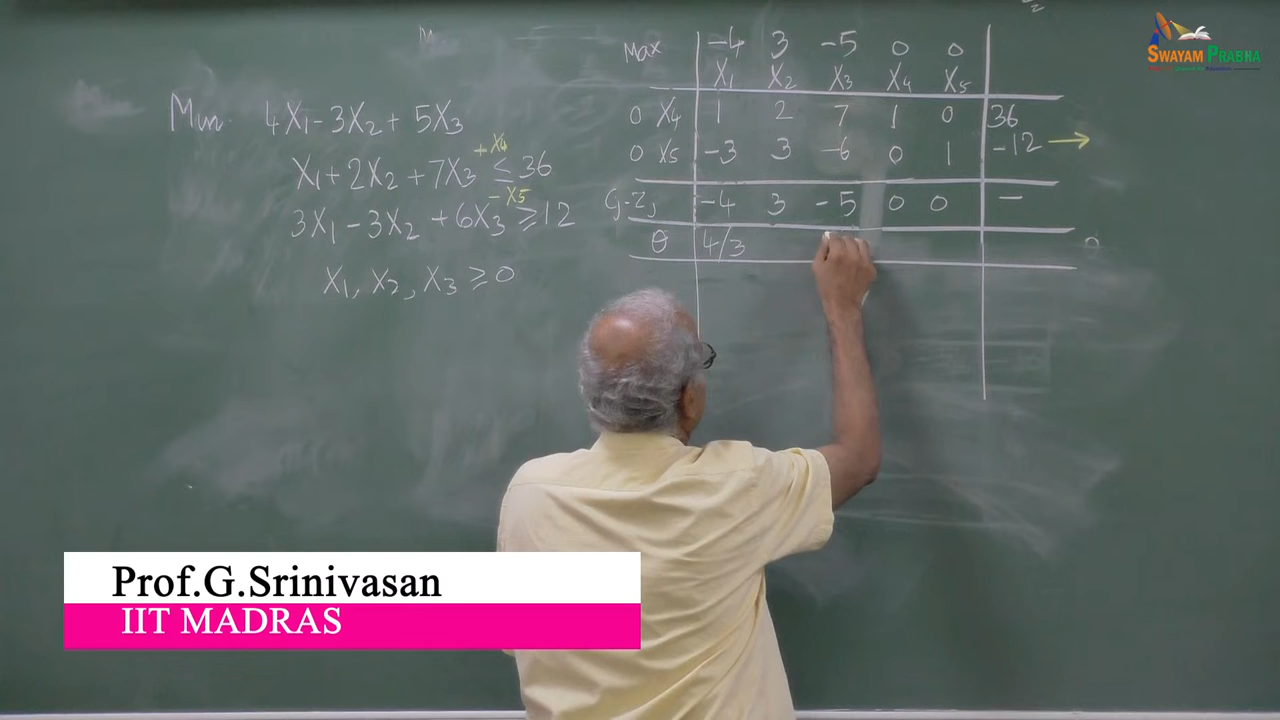 SWAYAM PRABHA
Min. 4X1 - 3X2 + 5X3
X1 + 2X2 + 7X3 + X4 ≤ 36
3X1 - 3X2 + 6X3 - X5 ≥ 12
X1, X2, X3 ≥ 0
Max -4 3 -5 0 0
X1 X2 X3 X4 X5
0 X4 1 2 7 1 0 36
0 X5 -3 3 -6 0 1 -12 →
Cj-Zj -4 3 -5 0 0 -
θ 4/3
Prof.G.Srinivasan
IIT MADRAS